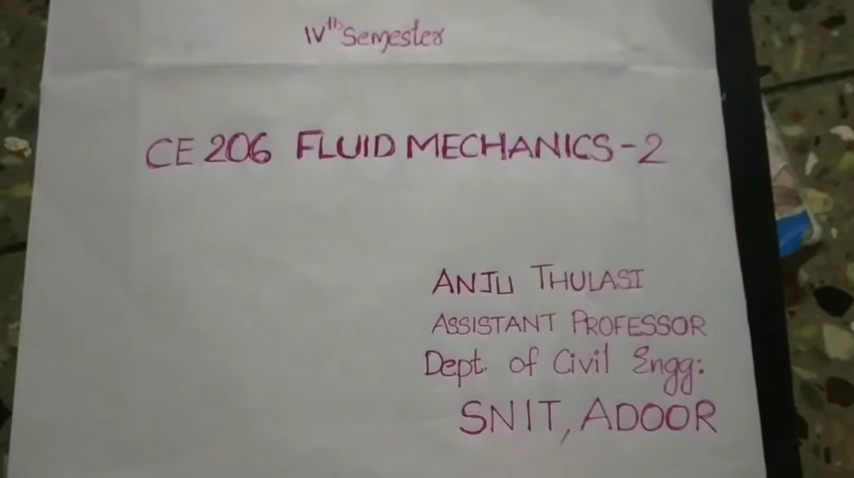 IVth Semester
CE 206 FLUID MECHANICS-2
ANJU THULASI
ASSISTANT PROFESSOR
Dept. of Civil Engg:
SNIT, ADOOR